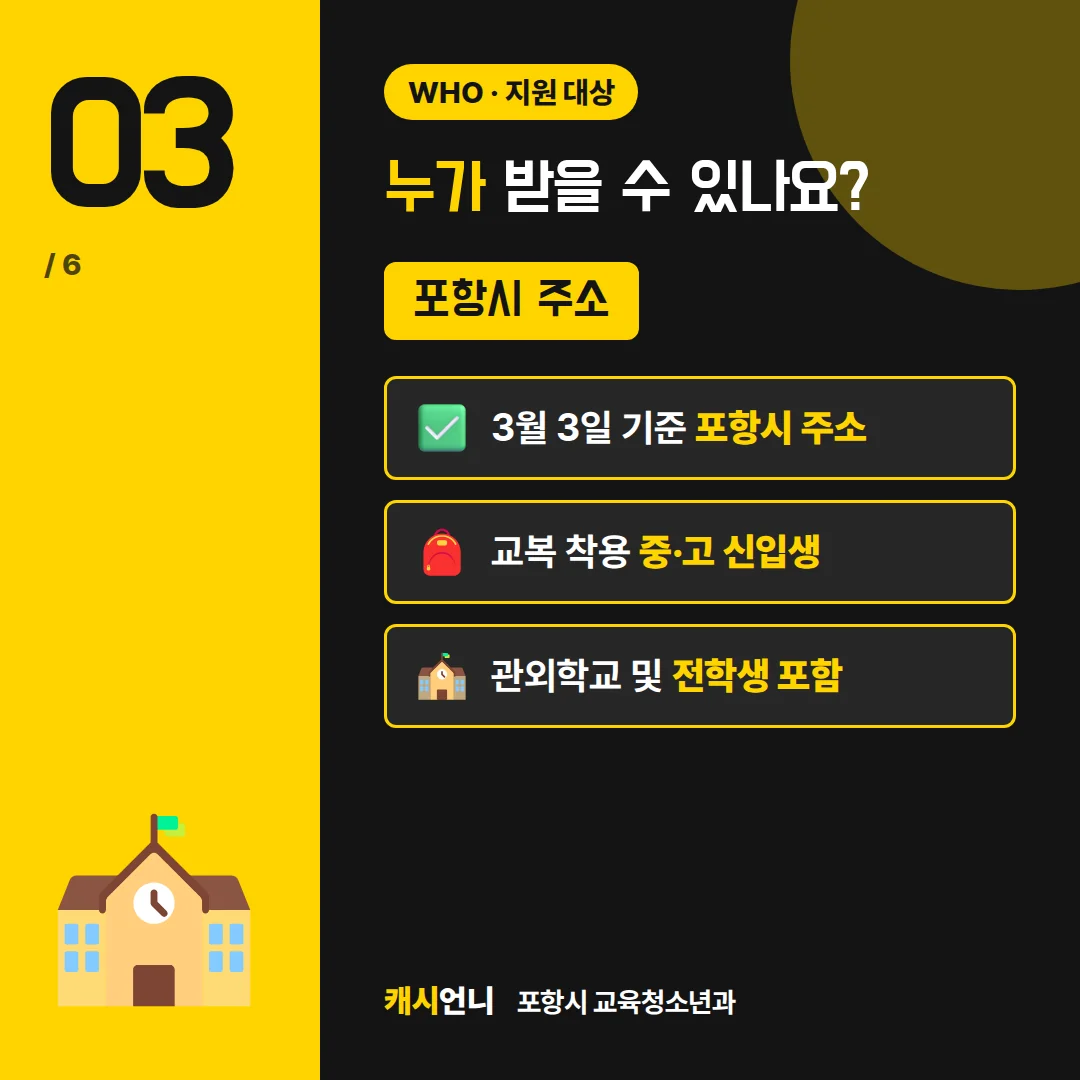 03
/ 6
WHO · 지원 대상
누가 받을 수 있나요?
포항시 주소
3월 3일 기준 포항시 주소
교복 착용 중·고 신입생
관외학교 및 전학생 포함
캐시언니 포항시 교육청소년과